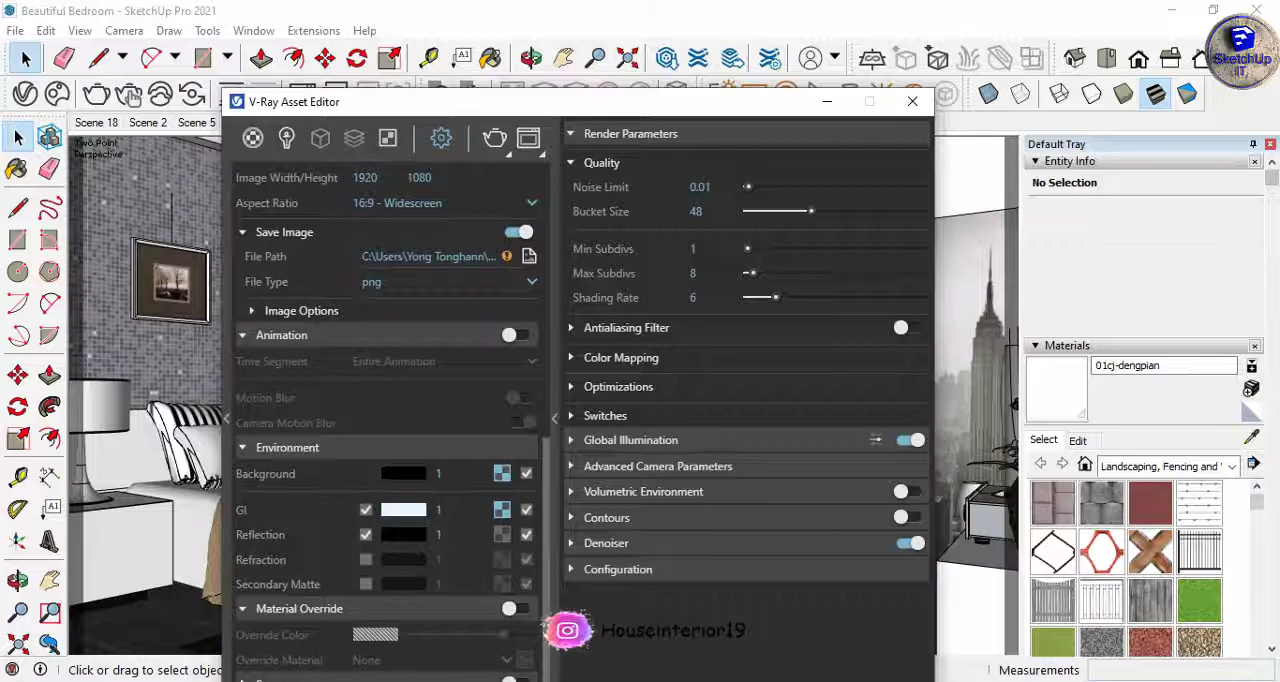 Beautiful Bedroom - SketchUp Pro 2021
File Edit View Camera Draw Tools Window Extensions Help
SketchUp
IT
V-Ray Asset Editor
Scene 18 Scene 2 Scene 5
Two Point
Perspective
Image Width/Height 1920 1080
Aspect Ratio 16:9 - Widescreen
Save Image
File Path C:\Users\Yong Tonghann\...
File Type png
Image Options
Animation
Time Segment Entire Animation
Motion Blur
Camera Motion Blur
Environment
Background 1
GI 1
Reflection 1
Refraction 1
Secondary Matte 1
Material Override
Override Color
Override Material None
Render Parameters
Quality
Noise Limit 0.01
Bucket Size 48
Min Subdivs 1
Max Subdivs 8
Shading Rate 6
Antialiasing Filter
Color Mapping
Optimizations
Switches
Global Illumination
Advanced Camera Parameters
Volumetric Environment
Contours
Denoiser
Configuration
Houseinterior19
Default Tray
Entity Info
No Selection
Materials
01cj-dengpian
Select Edit
Landscaping, Fencing and
Click or drag to select objec
Measurements